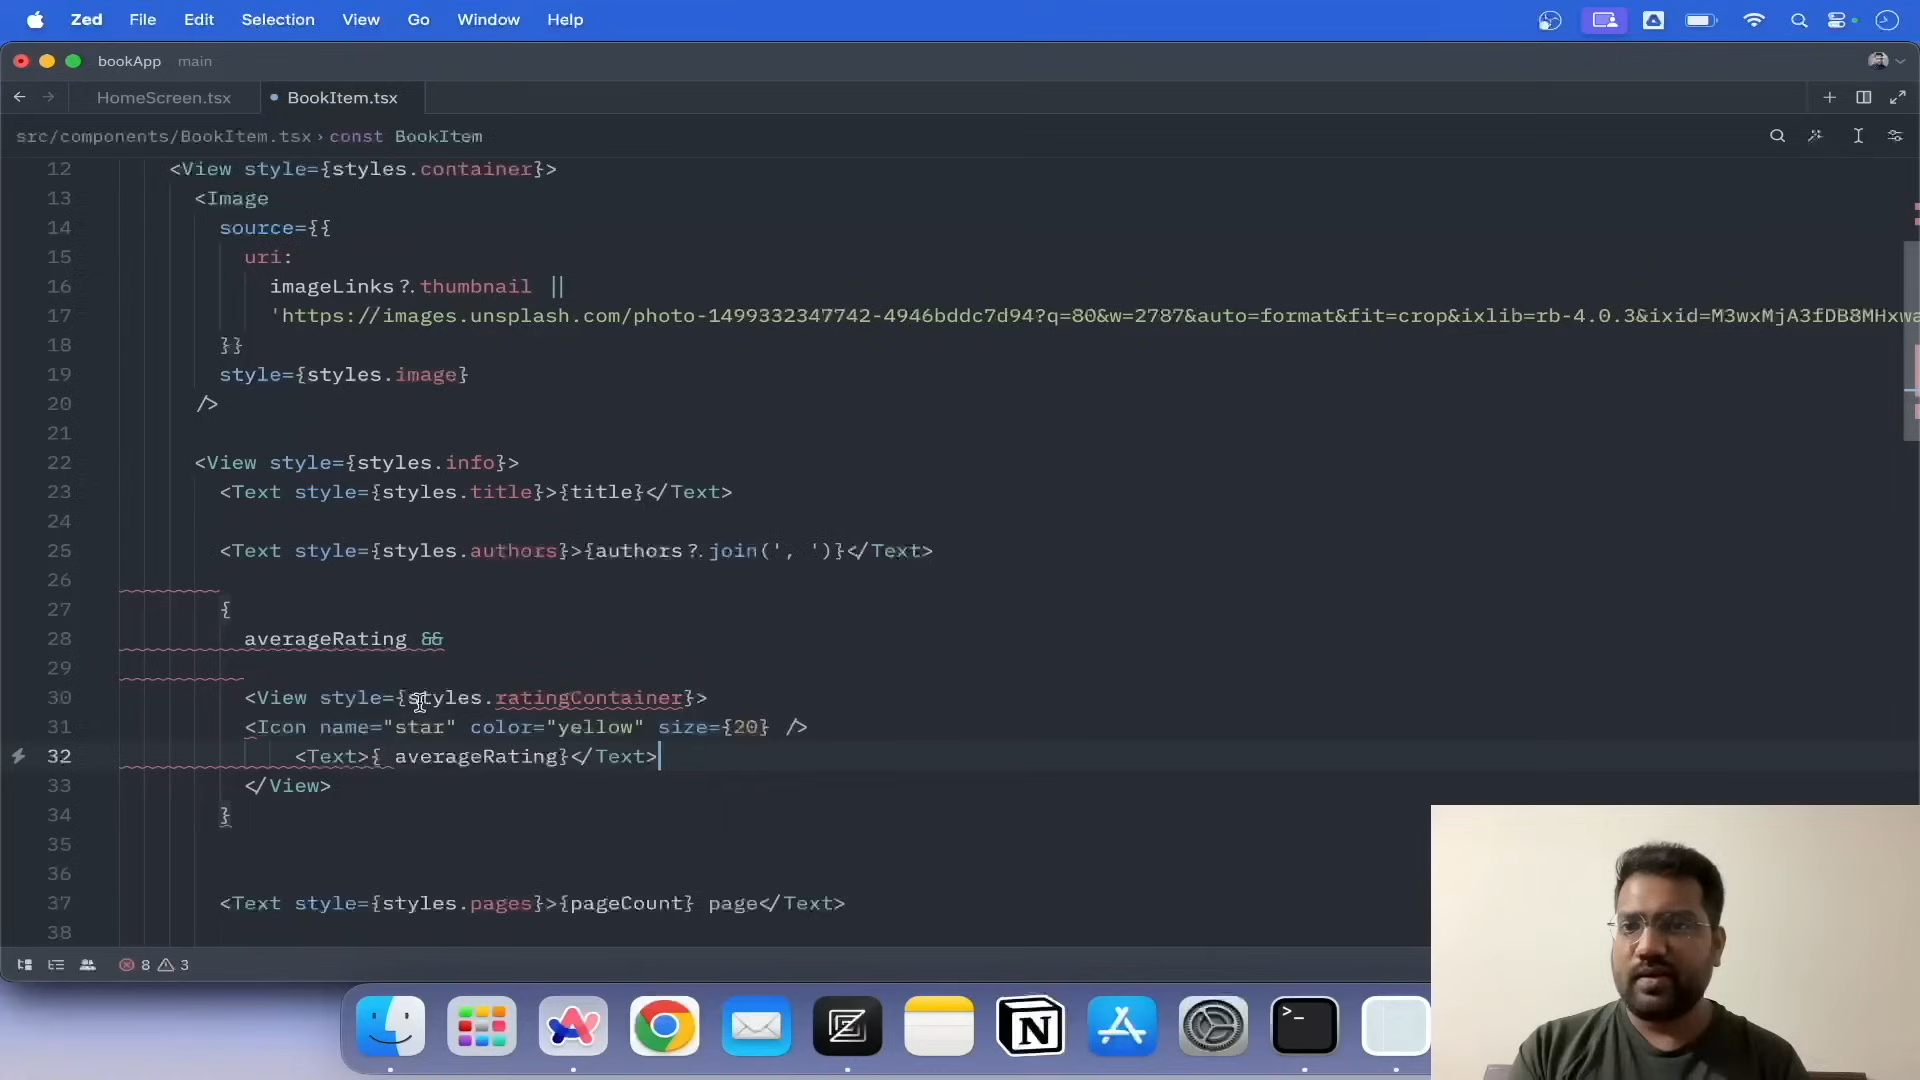 Zed File Edit Selection View Go Window Help
bookApp main
HomeScreen.tsx BookItem.tsx
src/components/BookItem.tsx › const BookItem
12 <View style={styles.container}>
13 <Image
14 source={{
15 uri:
16 imageLinks?.thumbnail ||
17 'https://images.unsplash.com/photo-1499332347742-4946bddc7d94?q=80&w=2787&auto=format&fit=crop&ixlib=rb-4.0.3&ixid=M3wxMjA3fDB8MHxwa
18 }}
19 style={styles.image}
20 />
21
22 <View style={styles.info}>
23 <Text style={styles.title}>{title}</Text>
24
25 <Text style={styles.authors}>{authors?.join(', ')}</Text>
26
27 {
28 averageRating &&
29
30 <View style={styles.ratingContainer}>
31 <Icon name="star" color="yellow" size={20} />
32 <Text>{ averageRating}</Text>
33 </View>
34 }
35
36
37 <Text style={styles.pages}>{pageCount} page</Text>
38
8 3